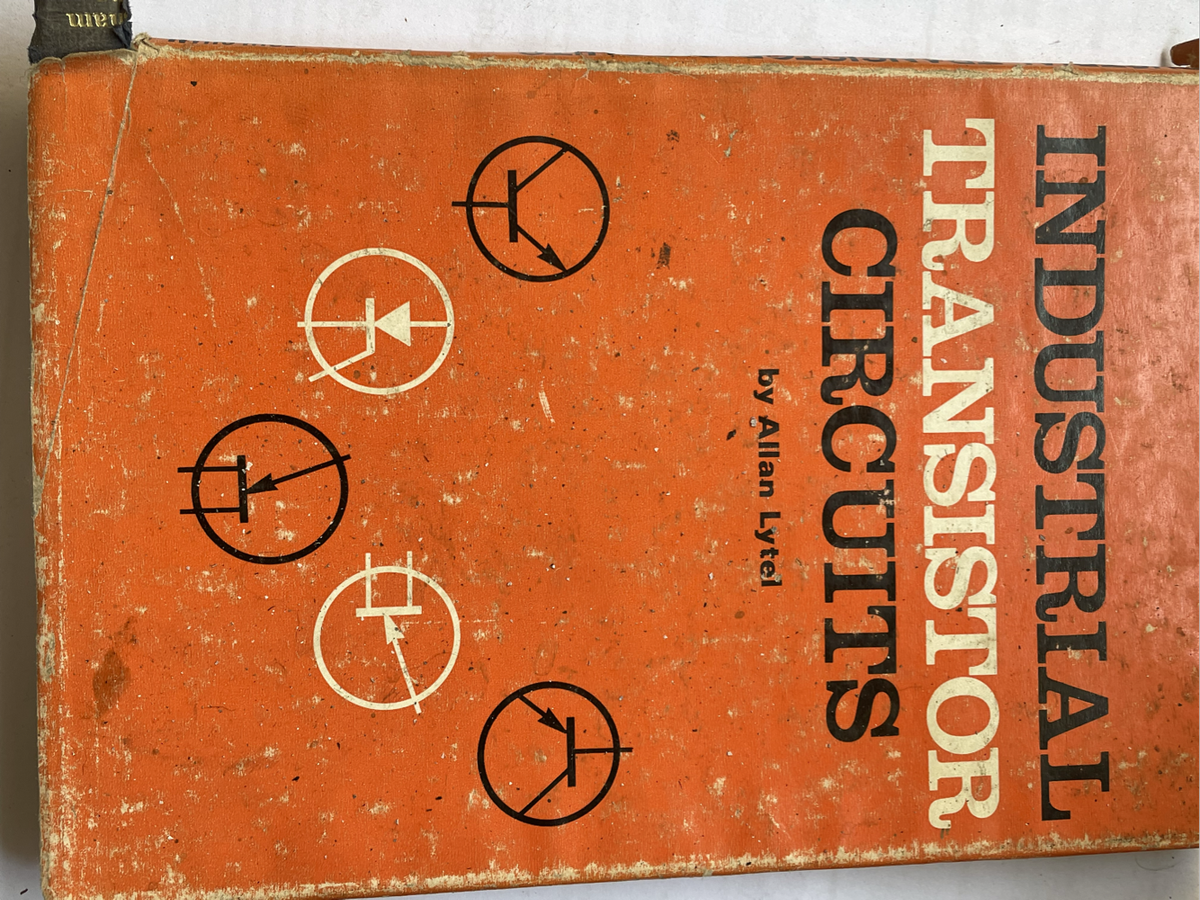 INDUSTRIAL
TRANSISTOR
CIRCUITS
by Allan Lytel